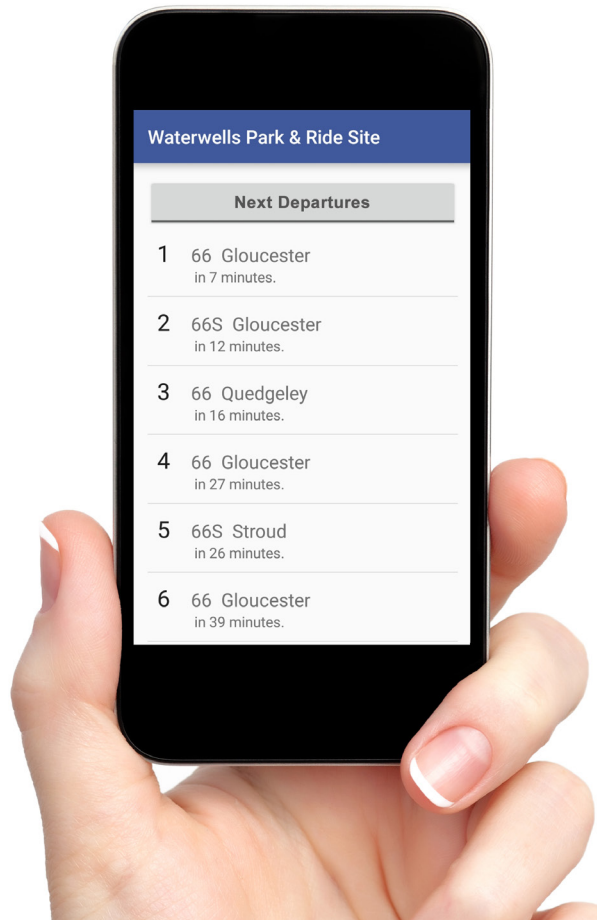 Waterwells Park & Ride Site
Next Departures
1 66 Gloucester
in 7 minutes.
2 66S Gloucester
in 12 minutes.
3 66 Quedgeley
in 16 minutes.
4 66 Gloucester
in 27 minutes.
5 66S Stroud
in 26 minutes.
6 66 Gloucester
in 39 minutes.